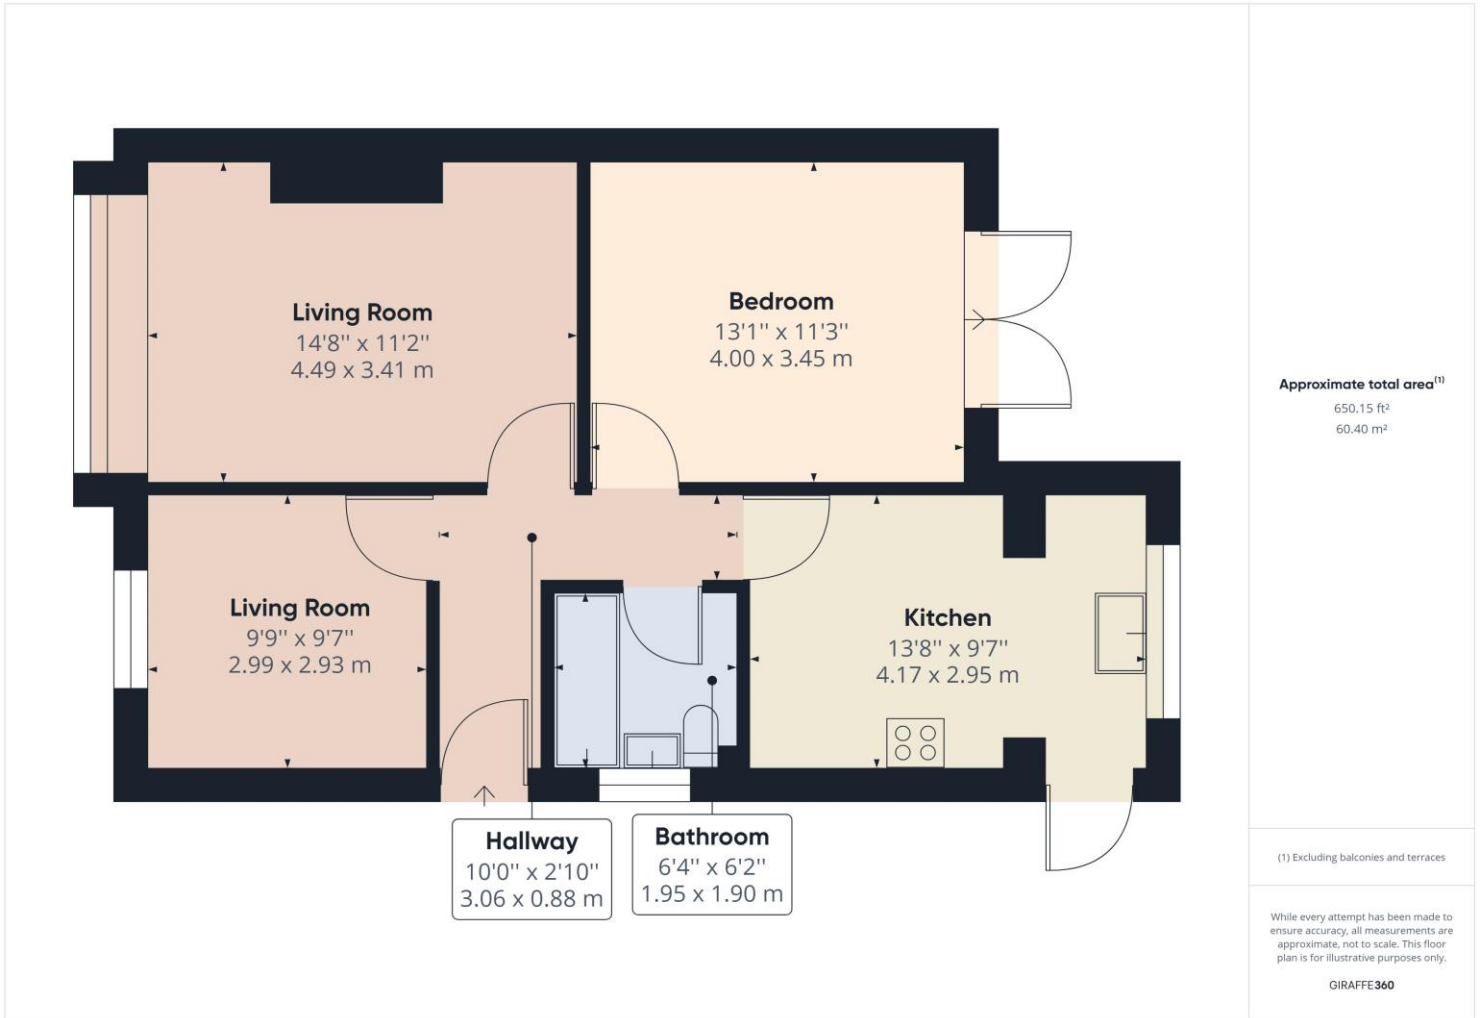 Living Room
14'8'' x 11'2''
4.49 x 3.41 m
Bedroom
13'1'' x 11'3''
4.00 x 3.45 m
Living Room
9'9'' x 9'7''
2.99 x 2.93 m
Kitchen
13'8'' x 9'7''
4.17 x 2.95 m
Hallway
10'0'' x 2'10''
3.06 x 0.88 m
Bathroom
6'4'' x 6'2''
1.95 x 1.90 m
Approximate total area(1)
650.15 ft²
60.40 m²
(1) Excluding balconies and terraces
While every attempt has been made to
ensure accuracy, all measurements are
approximate, not to scale. This floor
plan is for illustrative purposes only.
GIRAFFE360